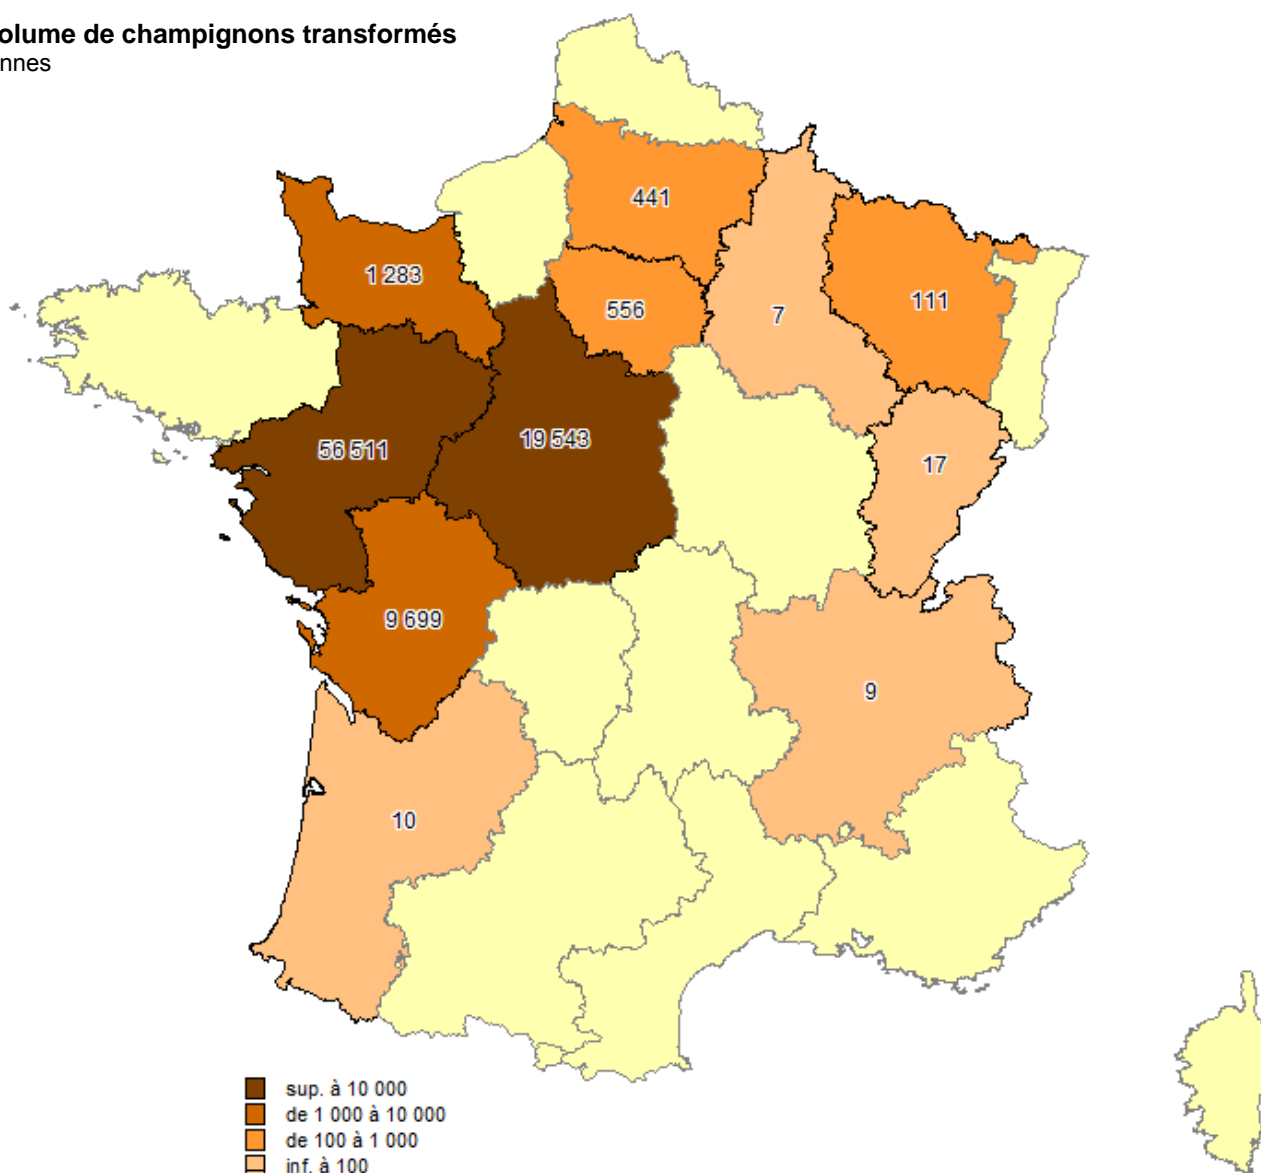 olume de champignons transformés
nnes
441
1 283
556
7
111
56 511
19 543
17
9 699
9
10
sup. à 10 000
de 1 000 à 10 000
de 100 à 1 000
inf. à 100